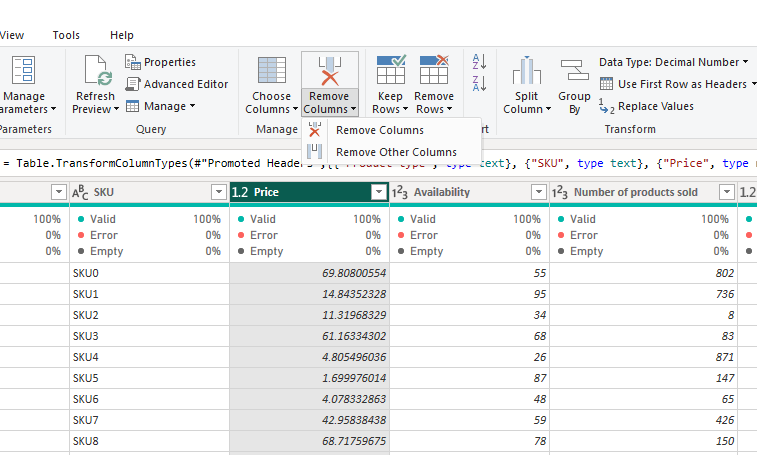 View Tools Help
Manage Parameters
Refresh Preview
Properties
Advanced Editor
Manage
Choose Columns
Remove Columns
Keep Rows
Remove Rows
A Z
Z A
Split Column
Group By
Data Type: Decimal Number
Use First Row as Headers
1 2 Replace Values
Parameters Query Manage Transform
Remove Columns
Remove Other Columns
= Table.TransformColumnTypes(#"Promoted Headers", type text}, {"SKU", type text}, {"Price", type
ABC SKU 1.2 Price 123 Availability 123 Number of products sold 1.2
100% Valid 100% Valid 100% Valid 100% Valid 100%
0% Error 0% Error 0% Error 0% Error 0%
0% Empty 0% Empty 0% Empty 0% Empty 0%
SKU0 69.80800554 55 802
SKU1 14.84352328 95 736
SKU2 11.31968329 34 8
SKU3 61.16334302 68 83
SKU4 4.805496036 26 871
SKU5 1.699976014 87 147
SKU6 4.078332863 48 65
SKU7 42.95838438 59 426
SKU8 68.71759675 78 150